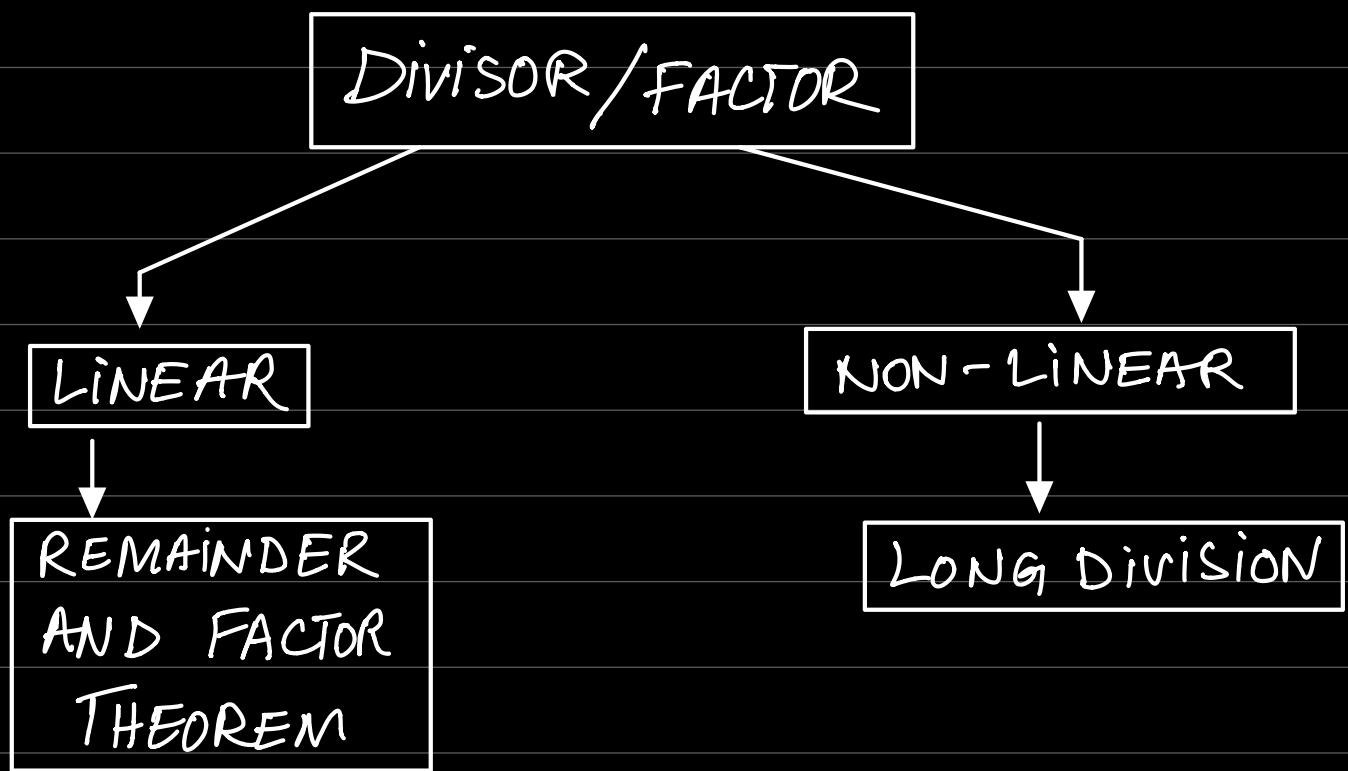 DIVISOR/FACTOR
LINEAR
NON-LINEAR
REMAINDER
AND FACTOR
THEOREM
LONG DIVISION